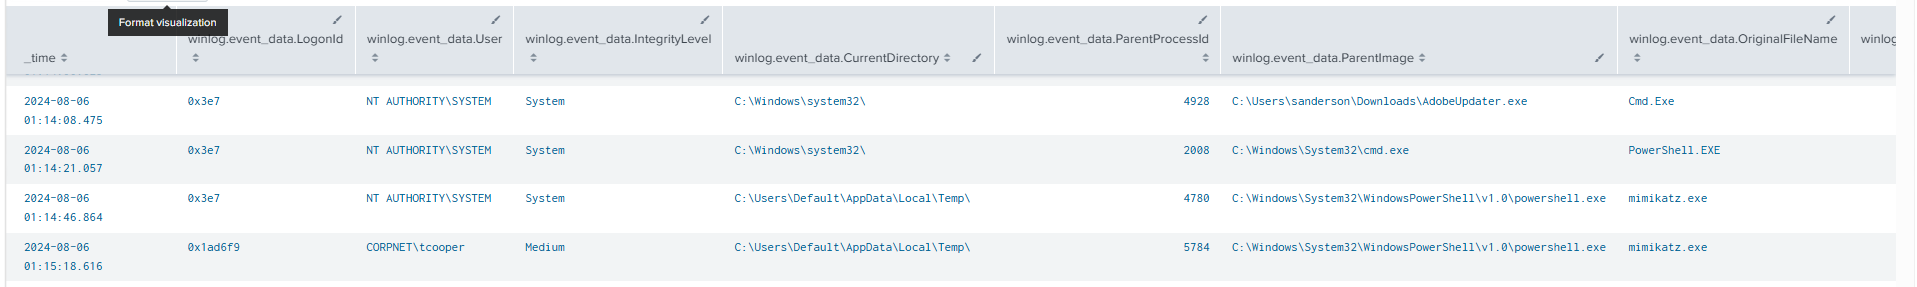 Format visualization
_time
winlog.event_data.LogonId
winlog.event_data.User
winlog.event_data.IntegrityLevel
winlog.event_data.CurrentDirectory
winlog.event_data.ParentProcessId
winlog.event_data.ParentImage
winlog.event_data.OriginalFileName
winlog
2024-08-06 0x3e7 NT AUTHORITY\SYSTEM System C:\Windows\system32\ 4928 C:\Users\sanderson\Downloads\AdobeUpdater.exe Cmd.Exe
01:14:08.475
2024-08-06 0x3e7 NT AUTHORITY\SYSTEM System C:\Windows\system32\ 2008 C:\Windows\System32\cmd.exe PowerShell.EXE
01:14:21.057
2024-08-06 0x3e7 NT AUTHORITY\SYSTEM System C:\Users\Default\AppData\Local\Temp\ 4780 C:\Windows\System32\WindowsPowerShell\v1.0\powershell.exe mimikatz.exe
01:14:46.864
2024-08-06 0x1ad6f9 CORPNET\tcooper Medium C:\Users\Default\AppData\Local\Temp\ 5784 C:\Windows\System32\WindowsPowerShell\v1.0\powershell.exe mimikatz.exe
01:15:18.616